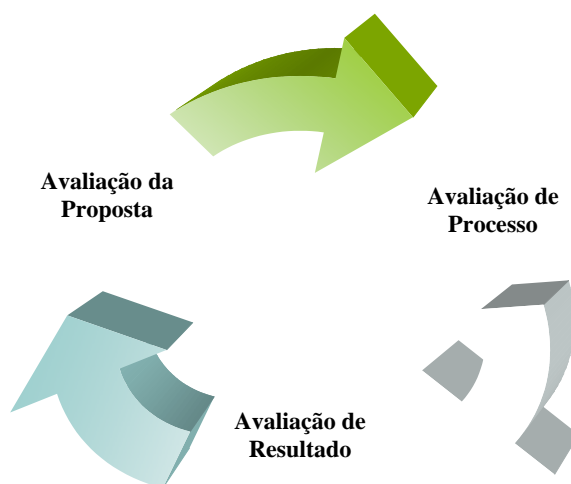 Avaliação da
Proposta
Avaliação de
Processo
Avaliação de
Resultado